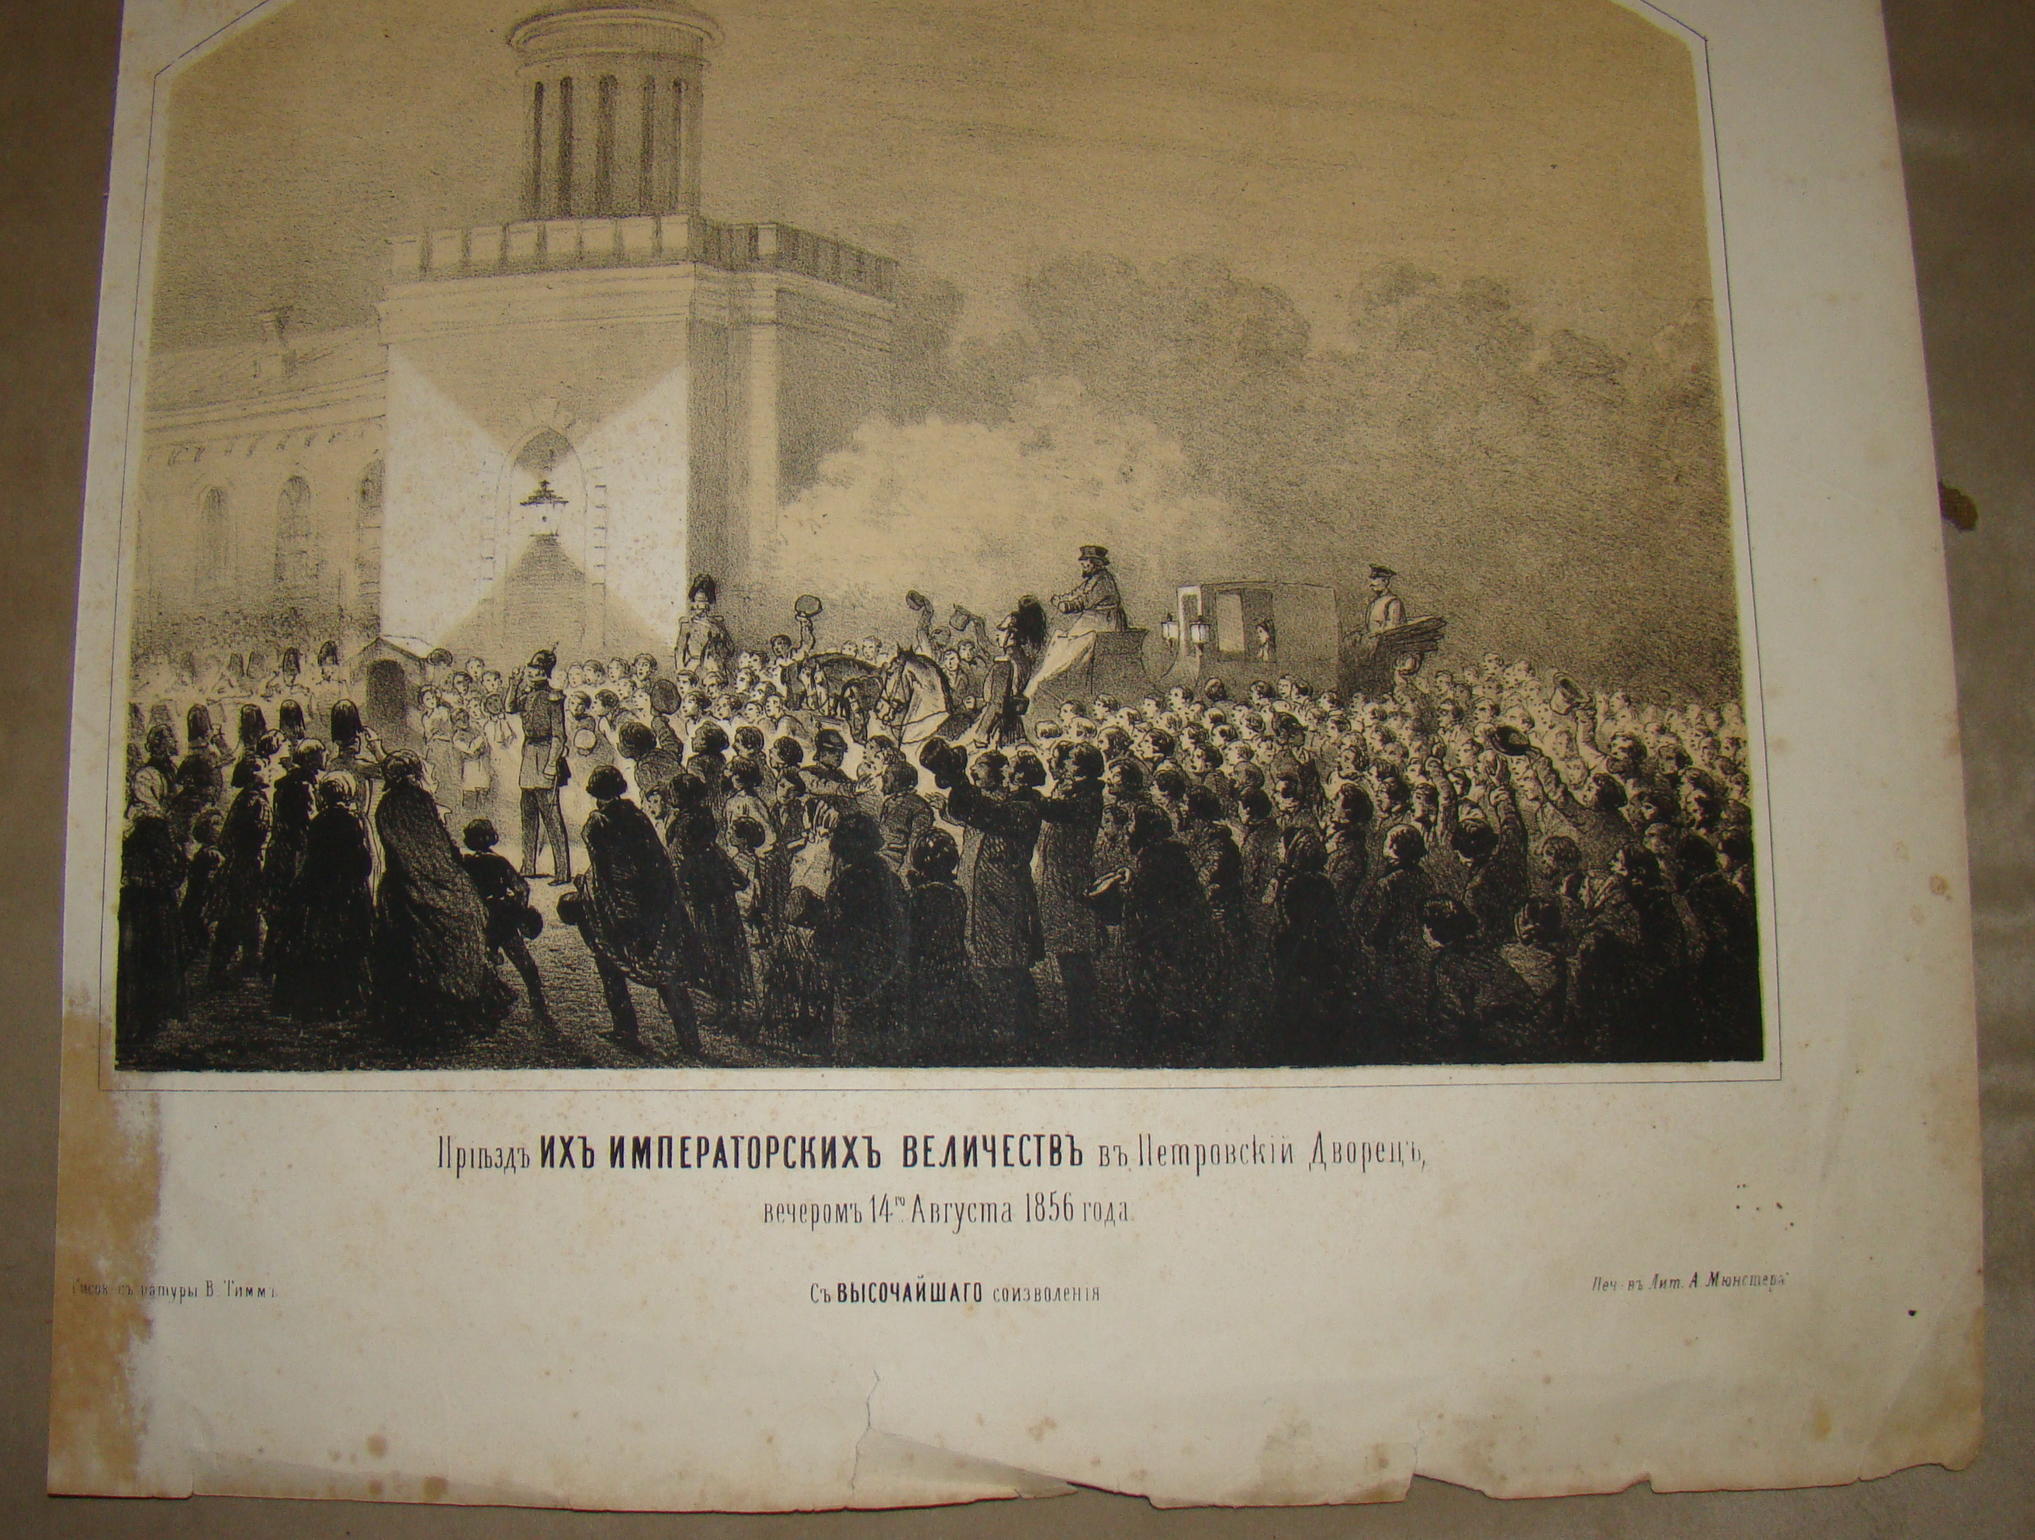 Пріѣздъ ИХЪ ИМПЕРАТОРСКИХЪ ВЕЛИЧЕСТВЪ въ Петровскій Дворецъ,
вечеромъ 14го Августа 1856 года.
Рисов. съ натуры В. Тиммъ.
Съ ВЫСОЧАЙШАГО соизволенія
Печ. въ Лит. А. Мюнстера